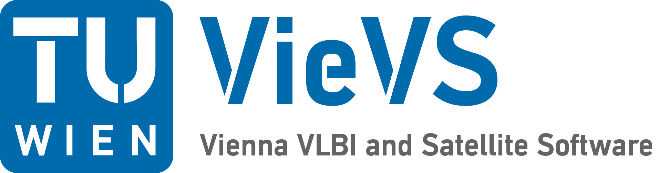 TU
WIEN
VieVS
Vienna VLBI and Satellite Software